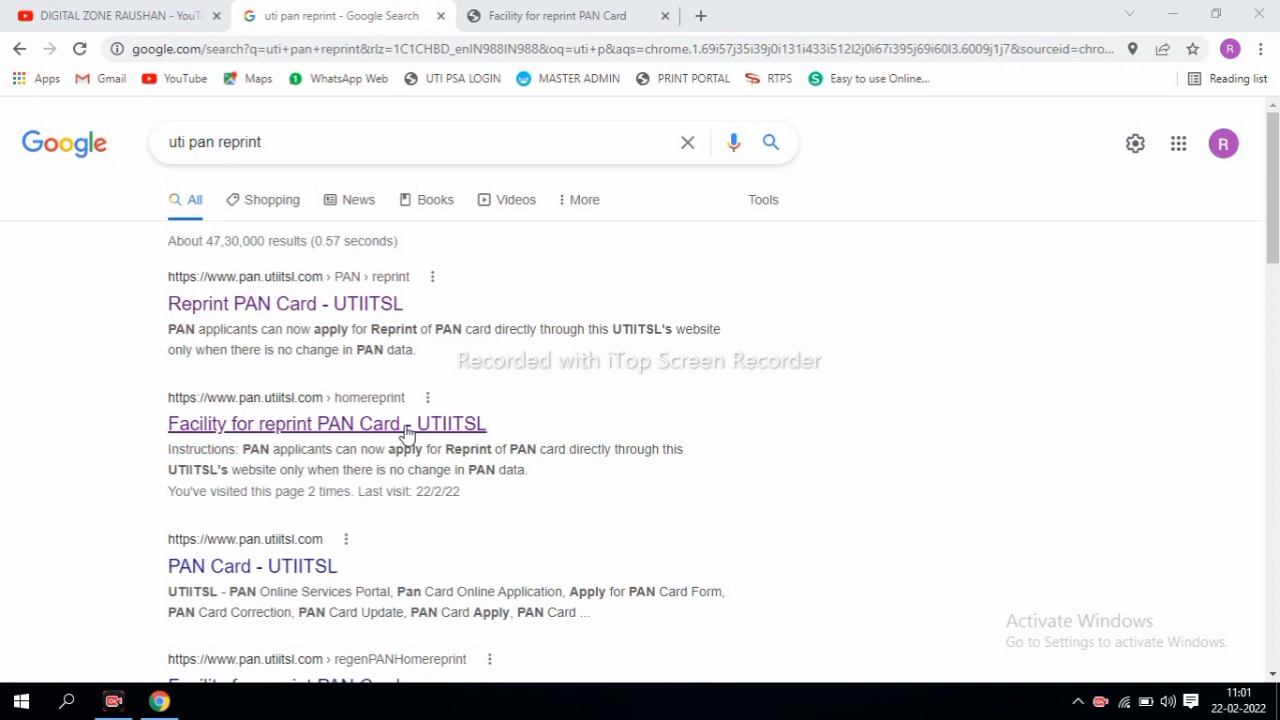 DIGITAL ZONE RAUSHAN - YouT
uti pan reprint - Google Search
Facility for reprint PAN Card
google.com/search?q=uti+pan+reprint&rlz=1C1CHBD_enIN988IN988&oq=uti+p&aqs=chrome.1.69i57j35i39j0i131i433i512l2j0i67i395j69i60l3.6009j1j7&sourceid=chro...
R
Apps
Gmail
YouTube
Maps
WhatsApp Web
UTI PSA LOGIN
MASTER ADMIN
PRINT PORTAL
RTPS
Easy to use Online...
Reading list
Google
uti pan reprint
R
All
Shopping
News
Books
Videos
More
Tools
About 47,30,000 results (0.57 seconds)
https://www.pan.utiitsl.com › PAN › reprint
Reprint PAN Card - UTIITSL
PAN applicants can now apply for Reprint of PAN card directly through this UTIITSL's website
only when there is no change in PAN data.
Recorded with iTop Screen Recorder
https://www.pan.utiitsl.com › homereprint
Facility for reprint PAN Card - UTIITSL
Instructions: PAN applicants can now apply for Reprint of PAN card directly through this
UTIITSL's website only when there is no change in PAN data.
You've visited this page 2 times. Last visit: 22/2/22
https://www.pan.utiitsl.com
PAN Card - UTIITSL
UTIITSL - PAN Online Services Portal, Pan Card Online Application, Apply for PAN Card Form,
PAN Card Correction, PAN Card Update, PAN Card Apply, PAN Card ...
Activate Windows
Go to Settings to activate Windows.
https://www.pan.utiitsl.com › regenPANHomereprint
Facility for reprint PAN Card
11:01
22-02-2022